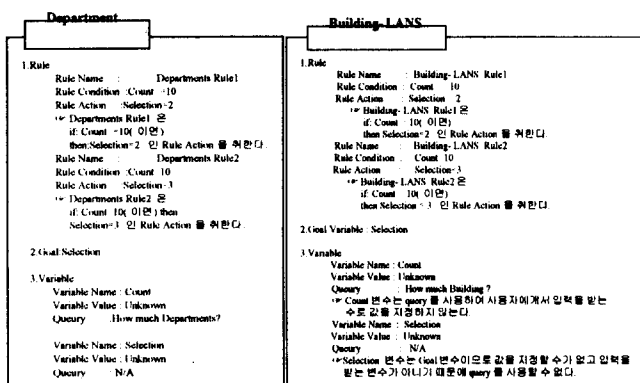 Department
1.Rule
Rule Name : Departments Rule1
Rule Condition :Count =10
Rule Action :Selection=2
☞ Departments Rule1 은
if: Count =10( 이면)
then:Selection=2 인 Rule Action 을 취한다.
Rule Name : Departments Rule2
Rule Condition :Count 10
Rule Action Selection=3
☞ Departments Rule2 은
if: Count 10( 이면 ) then
Selection=3 인 Rule Action 을 취한다.
2.Goal Selection
3.Variable
Variable Name : Count
Variable Value : Unknown
Queury :How much Departments?
Variable Name : Selection
Variable Value : Unknown
Queury : N/A
Building-LANS
1.Rule
Rule Name : Building-LANS Rule1
Rule Condition : Count 10
Rule Action : Selection 2
☞ Building-LANS Rule1 은
if: Count 10( 이면)
then Selection=2 인 Rule Action 을 취한다.
Rule Name : Building-LANS Rule2
Rule Condition : Count 10
Rule Action : Selection=3
☞ Building-LANS Rule2 은
if: Count 10( 이면)
then Selection=3 인 Rule Action 을 취한다.
2.Goal Variable : Selection
3.Variable
Variable Name : Count
Variable Value : Unknown
Queury : How much Building ?
☞ Count 변수는 query 를 사용하여 사용자에게서 입력을 받는
수로 값을 지정하지 않는다.
Variable Name : Selection
Variable Value : Unknown
Queury : N/A
☞Selection 변수는 Goal 변수이므로 값을 지정할 수가 없고 입력을
받는 변수가 아니기 때문에 query 를 사용할 수 없다.